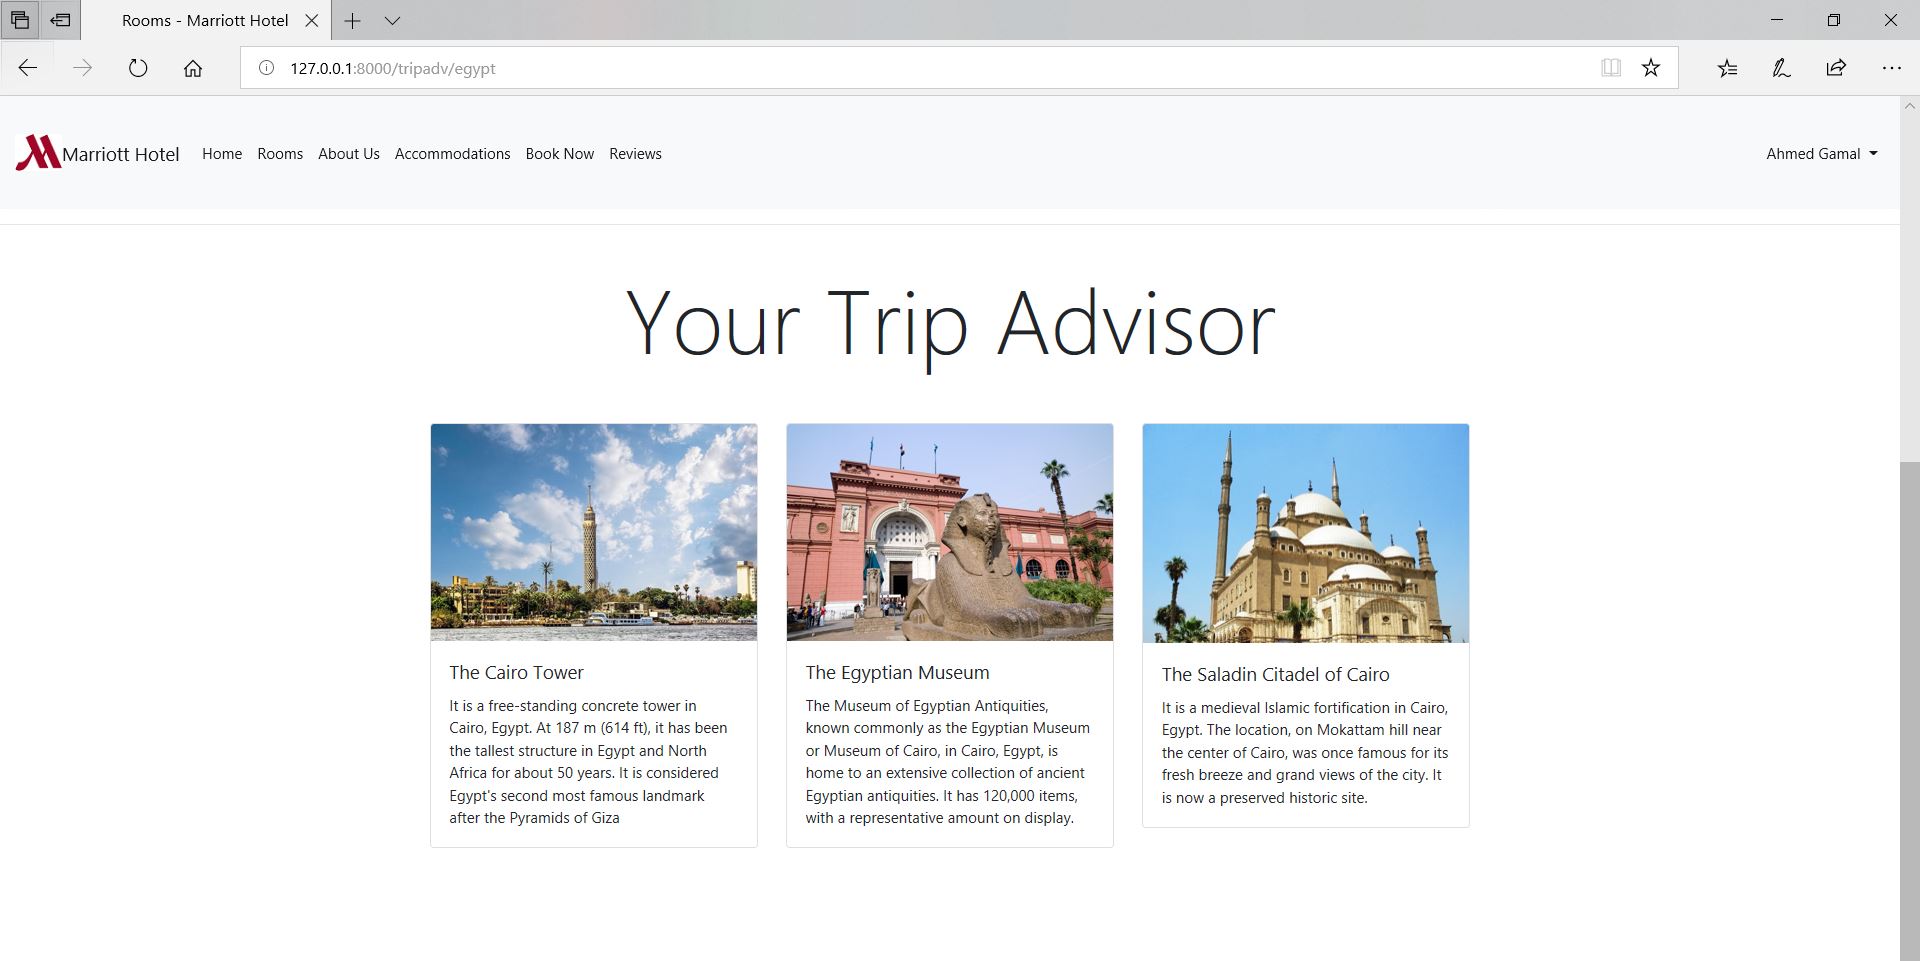 Rooms - Marriott Hotel
127.0.0.1:8000/tripadv/egypt
Marriott Hotel Home Rooms About Us Accommodations Book Now Reviews Ahmed Gamal
Your Trip Advisor
The Cairo Tower
It is a free-standing concrete tower in
Cairo, Egypt. At 187 m (614 ft), it has been
the tallest structure in Egypt and North
Africa for about 50 years. It is considered
Egypt's second most famous landmark
after the Pyramids of Giza
The Egyptian Museum
The Museum of Egyptian Antiquities,
known commonly as the Egyptian Museum
or Museum of Cairo, in Cairo, Egypt, is
home to an extensive collection of ancient
Egyptian antiquities. It has 120,000 items,
with a representative amount on display.
The Saladin Citadel of Cairo
It is a medieval Islamic fortification in Cairo,
Egypt. The location, on Mokattam hill near
the center of Cairo, was once famous for its
fresh breeze and grand views of the city. It
is now a preserved historic site.